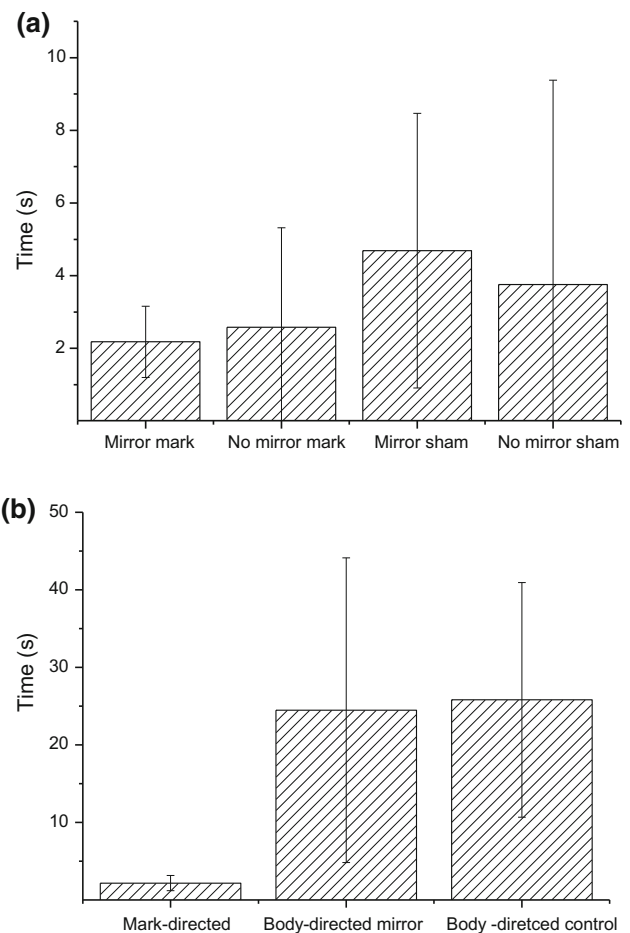 (a)
10
8
6
4
2
Time (s)
Mirror mark No mirror mark Mirror sham No mirror sham
(b)
50
40
30
20
10
Time (s)
Mark-directed Body-directed mirror Body -diretced control